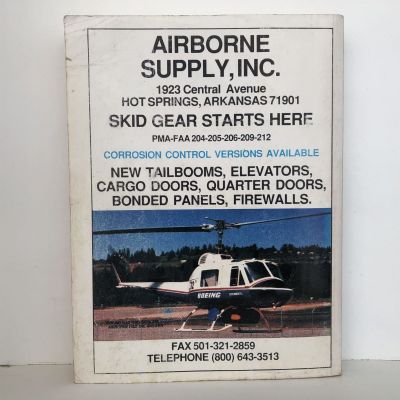 AIRBORNE
SUPPLY, INC.
1923 Central Avenue
HOT SPRINGS, ARKANSAS 71901
SKID GEAR STARTS HERE
PMA-FAA 204-205-206-209-212
CORROSION CONTROL VERSIONS AVAILABLE
NEW TAILBOOMS, ELEVATORS,
CARGO DOORS, QUARTER DOORS,
BONDED PANELS, FIREWALLS.
BOEING
FAX 501-321-2859
TELEPHONE (800) 643-3513